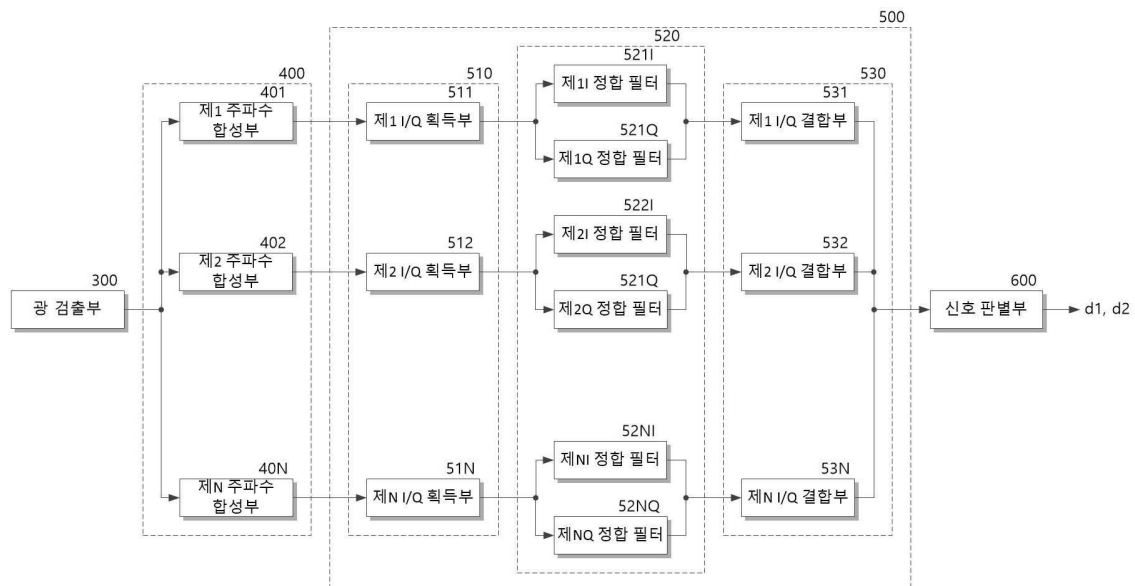 500
520
400
510
521I
530
401
511
제1I 정합 필터
531
제1 주파수
합성부
제1 I/Q 획득부
521Q
제1 I/Q 결합부
제1Q 정합 필터
522I
402
512
제2I 정합 필터
532
제2 주파수
합성부
제2 I/Q 획득부
521Q
제2 I/Q 결합부
300
제2Q 정합 필터
600
광 검출부
신호 판별부
d1, d2
52NI
40N
51N
제NI 정합 필터
53N
제N 주파수
합성부
제N I/Q 획득부
52NQ
제N I/Q 결합부
제NQ 정합 필터